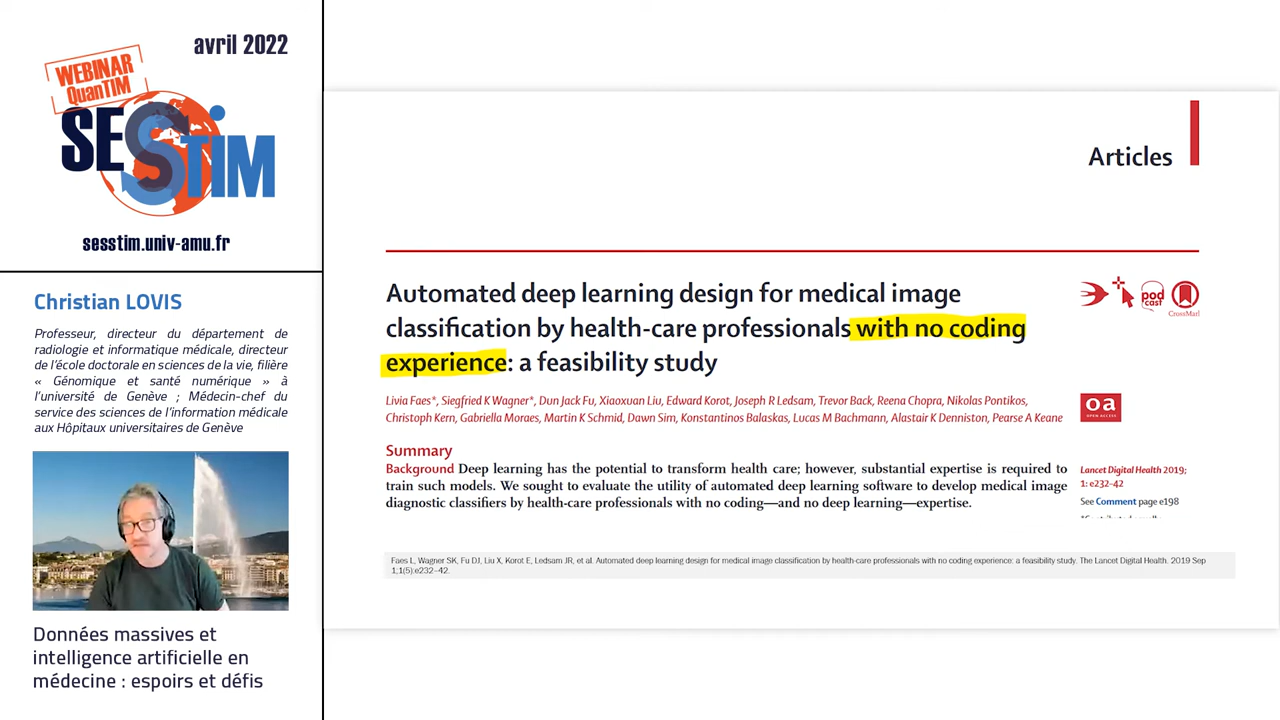 avril 2022
WEBINAR
QuanTIM
SESSTIM
sesstim.univ-amu.fr
Christian LOVIS
Professeur, directeur du département de
radiologie et informatique médicale, directeur
de l'école doctorale en sciences de la vie, filière
« Génomique et santé numérique » à
l'université de Genève ; Médecin-chef du
service des sciences de l'information médicale
aux Hôpitaux universitaires de Genève
Données massives et
intelligence artificielle en
médecine : espoirs et défis
Articles
Automated deep learning design for medical image
classification by health-care professionals with no coding
experience: a feasibility study
pod
cast
CrossMark
Livia Faes*, Siegfried K Wagner*, Dun Jack Fu, Xiaoxuan Liu, Edward Korot, Joseph R Ledsam, Trevor Back, Reena Chopra, Nikolas Pontikos,
Christoph Kern, Gabriella Moraes, Martin K Schmid, Dawn Sim, Konstantinos Balaskas, Lucas M Bachmann, Alastair K Denniston, Pearse A Keane
oa
OPEN ACCESS
Summary
Background Deep learning has the potential to transform health care; however, substantial expertise is required to
train such models. We sought to evaluate the utility of automated deep learning software to develop medical image
diagnostic classifiers by health-care professionals with no coding—and no deep learning—expertise.
Lancet Digital Health 2019;
1: e232–42
See Comment page e198
Faes L, Wagner SK, Fu DJ, Liu X, Korot E, Ledsam JR, et al. Automated deep learning design for medical image classification by health-care professionals with no coding experience: a feasibility study. The Lancet Digital Health. 2019 Sep
1;1(5):e232–42.